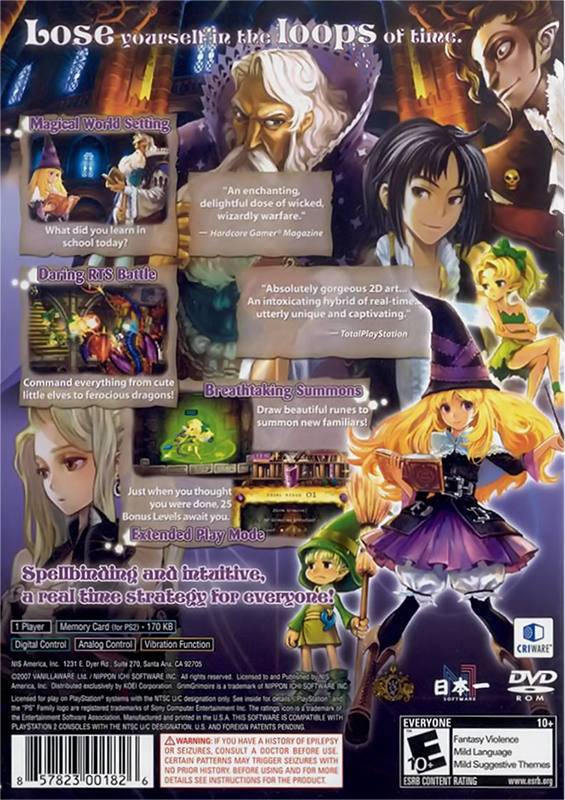 Lose yourself in the loops of time.
Magical World Setting
What did you learn in
school today?
"An enchanting,
delightful dose of wicked,
wizardly warfare."
— Hardcore Gamer® Magazine
Daring RTS Battle
Command everything from cute
little elves to ferocious dragons!
"Absolutely gorgeous 2D art...
An intoxicating hybrid of real-time...
utterly unique and captivating."
— TotalPlayStation
Breathtaking Summons
Draw beautiful runes to
summon new familiars!
Just when you thought
you were done, 25
Bonus Levels await you.
Extended Play Mode
01
Spellbinding and intuitive,
a real time strategy for everyone!
1 Player
Memory Card (for PS2) - 170 KB
Digital Control
Analog Control
Vibration Function
NIS America, Inc. 1231 E. Dyer Rd., Suite 270, Santa Ana, CA 92705
©2007 VANILLAWARE Ltd. / NIPPON ICHI SOFTWARE INC. All rights reserved. Licensed to and Published by NIS
America, Inc. Distributed exclusively by KOEI Corporation. GrimGrimoire is a trademark of NIPPON ICHI SOFTWARE INC.
Licensed for play on PlayStation® systems with the NTSC U/C designation only. See inside for details. "PlayStation" and
the "PS" Family logo are registered trademarks of Sony Computer Entertainment Inc. The ratings icon is a trademark of
the Entertainment Software Association. Manufactured and printed in the U.S.A. THIS SOFTWARE IS COMPATIBLE WITH
PLAYSTATION 2 CONSOLES WITH THE NTSC U/C DESIGNATION. U.S. AND FOREIGN PATENTS PENDING.
CRIWARE™
日本一
SOFTWARE
DVD
ROM
8 57823 00182 6
WARNING: IF YOU HAVE A HISTORY OF EPILEPSY
OR SEIZURES, CONSULT A DOCTOR BEFORE USE.
CERTAIN PATTERNS MAY TRIGGER SEIZURES WITH
NO PRIOR HISTORY. BEFORE USING AND FOR MORE
DETAILS SEE INSTRUCTIONS FOR THE PRODUCT.
EVERYONE 10+
E
10+
Fantasy Violence
Mild Language
Mild Suggestive Themes
ESRB CONTENT RATING www.esrb.org